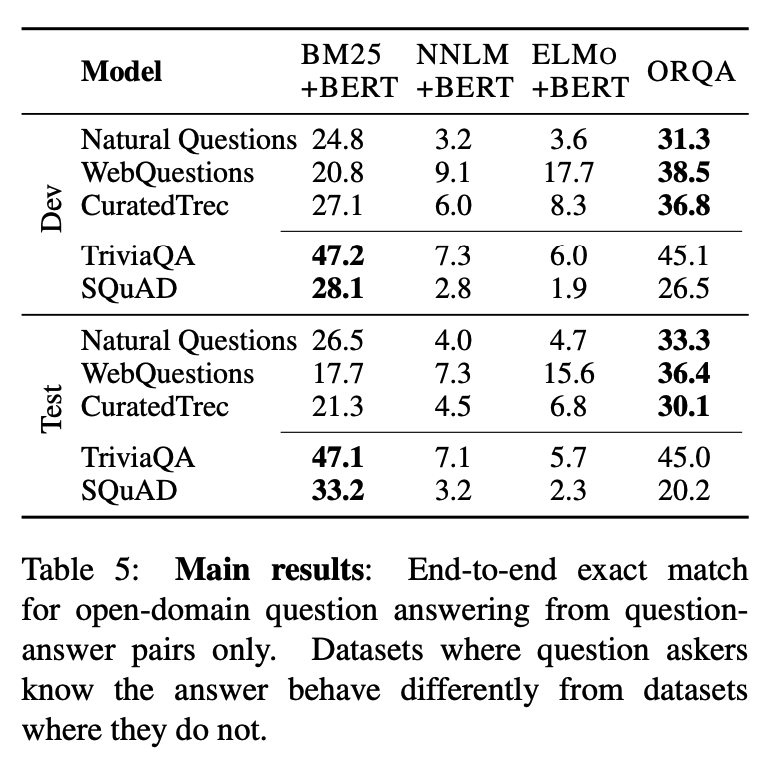 Model BM25 +BERT NNLM +BERT ELMO +BERT ORQA
Dev
Natural Questions 24.8 3.2 3.6 31.3
WebQuestions 20.8 9.1 17.7 38.5
CuratedTrec 27.1 6.0 8.3 36.8
TriviaQA 47.2 7.3 6.0 45.1
SQuAD 28.1 2.8 1.9 26.5
Test
Natural Questions 26.5 4.0 4.7 33.3
WebQuestions 17.7 7.3 15.6 36.4
CuratedTrec 21.3 4.5 6.8 30.1
TriviaQA 47.1 7.1 5.7 45.0
SQuAD 33.2 3.2 2.3 20.2
Table 5: Main results: End-to-end exact match
for open-domain question answering from question-
answer pairs only. Datasets where question askers
know the answer behave differently from datasets
where they do not.